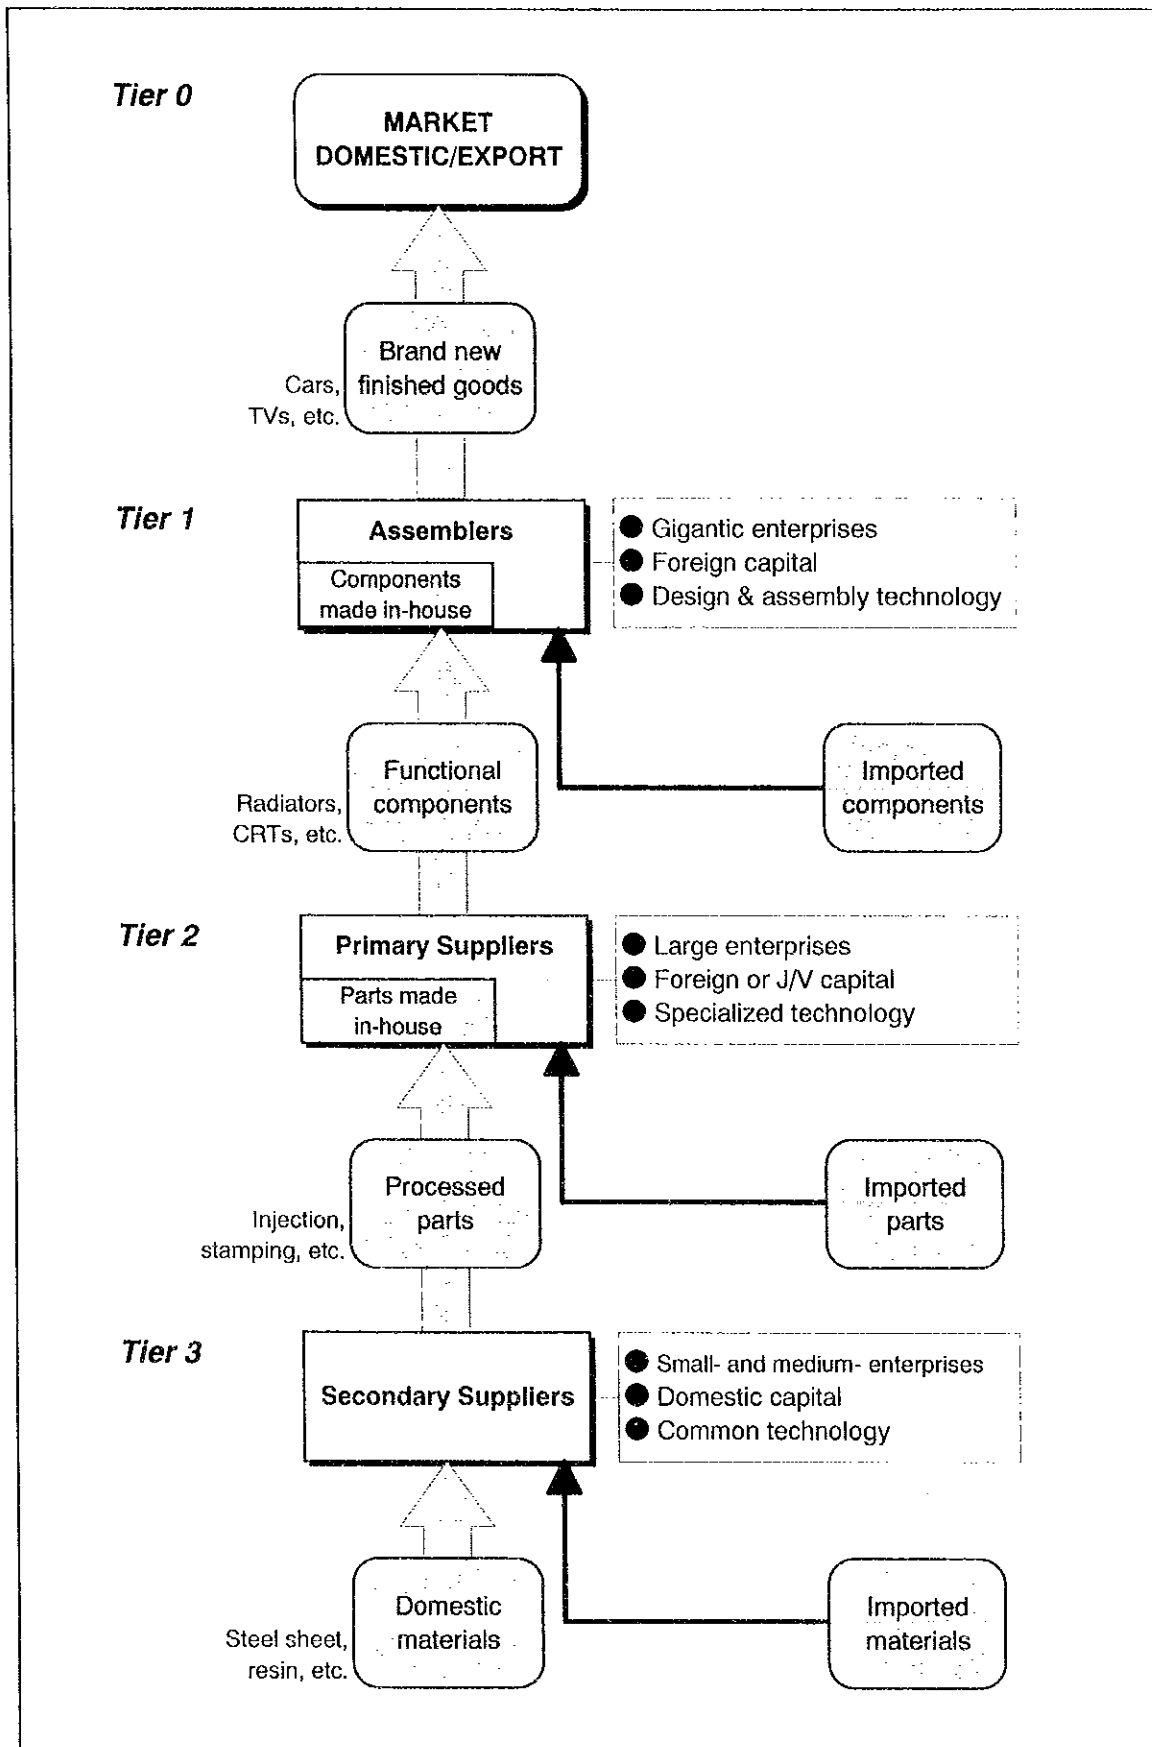 Tier 0
MARKET
DOMESTIC/EXPORT
Brand new
finished goods
Cars,
TVs, etc.
Tier 1
Assemblers
Components
made in-house
● Gigantic enterprises
● Foreign capital
● Design & assembly technology
Functional
components
Radiators,
CRTs, etc.
Imported
components
Tier 2
Primary Suppliers
Parts made
in-house
● Large enterprises
● Foreign or J/V capital
● Specialized technology
Processed
parts
Injection,
stamping, etc.
Imported
parts
Tier 3
Secondary Suppliers
● Small- and medium- enterprises
● Domestic capital
● Common technology
Domestic
materials
Steel sheet,
resin, etc.
Imported
materials